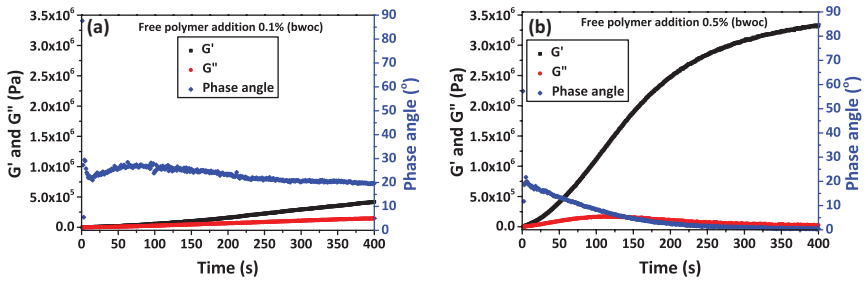 (a)
Free polymer addition 0.1% (bwoc)
G'
G"
Phase angle
G' and G" (Pa)
3.5x10⁶
3.0x10⁶
2.5x10⁶
2.0x10⁶
1.5x10⁶
1.0x10⁶
5.0x10⁵
0.0
90
80
70
60
50
40
30
20
10
0
Phase angle (°)
0 50 100 150 200 250 300 350 400
Time (s)
(b)
Free polymer addition 0.5% (bwoc)
G'
G"
Phase angle
G' and G" (Pa)
3.5x10⁶
3.0x10⁶
2.5x10⁶
2.0x10⁶
1.5x10⁶
1.0x10⁶
5.0x10⁵
0.0
90
80
70
60
50
40
30
20
10
0
Phase angle (°)
0 50 100 150 200 250 300 350 400
Time (s)